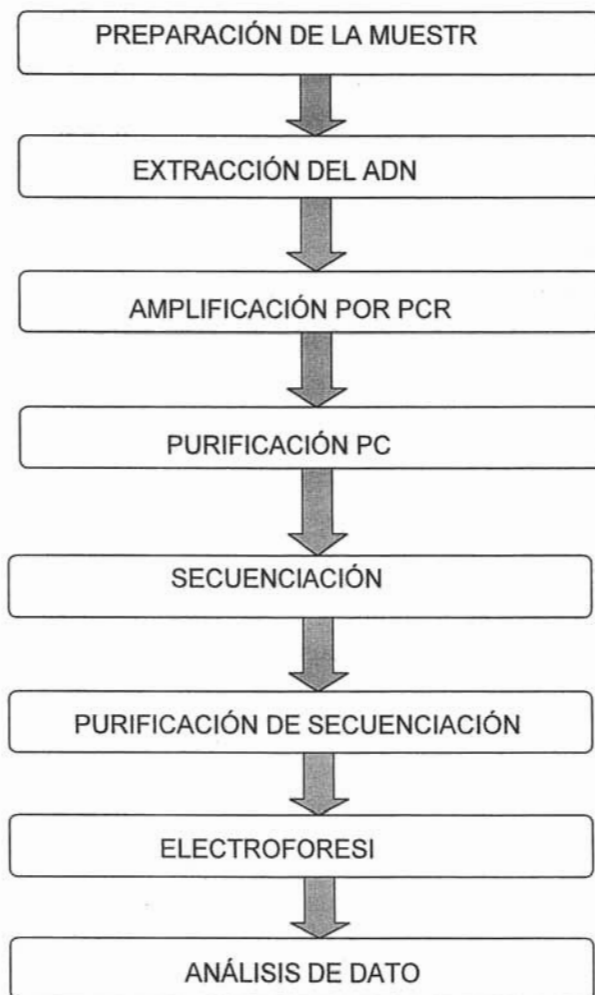 PREPARACIÓN DE LA MUESTR
EXTRACCIÓN DEL ADN
AMPLIFICACIÓN POR PCR
PURIFICACIÓN PC
SECUENCIACIÓN
PURIFICACIÓN DE SECUENCIACIÓN
ELECTROFORESI
ANÁLISIS DE DATO